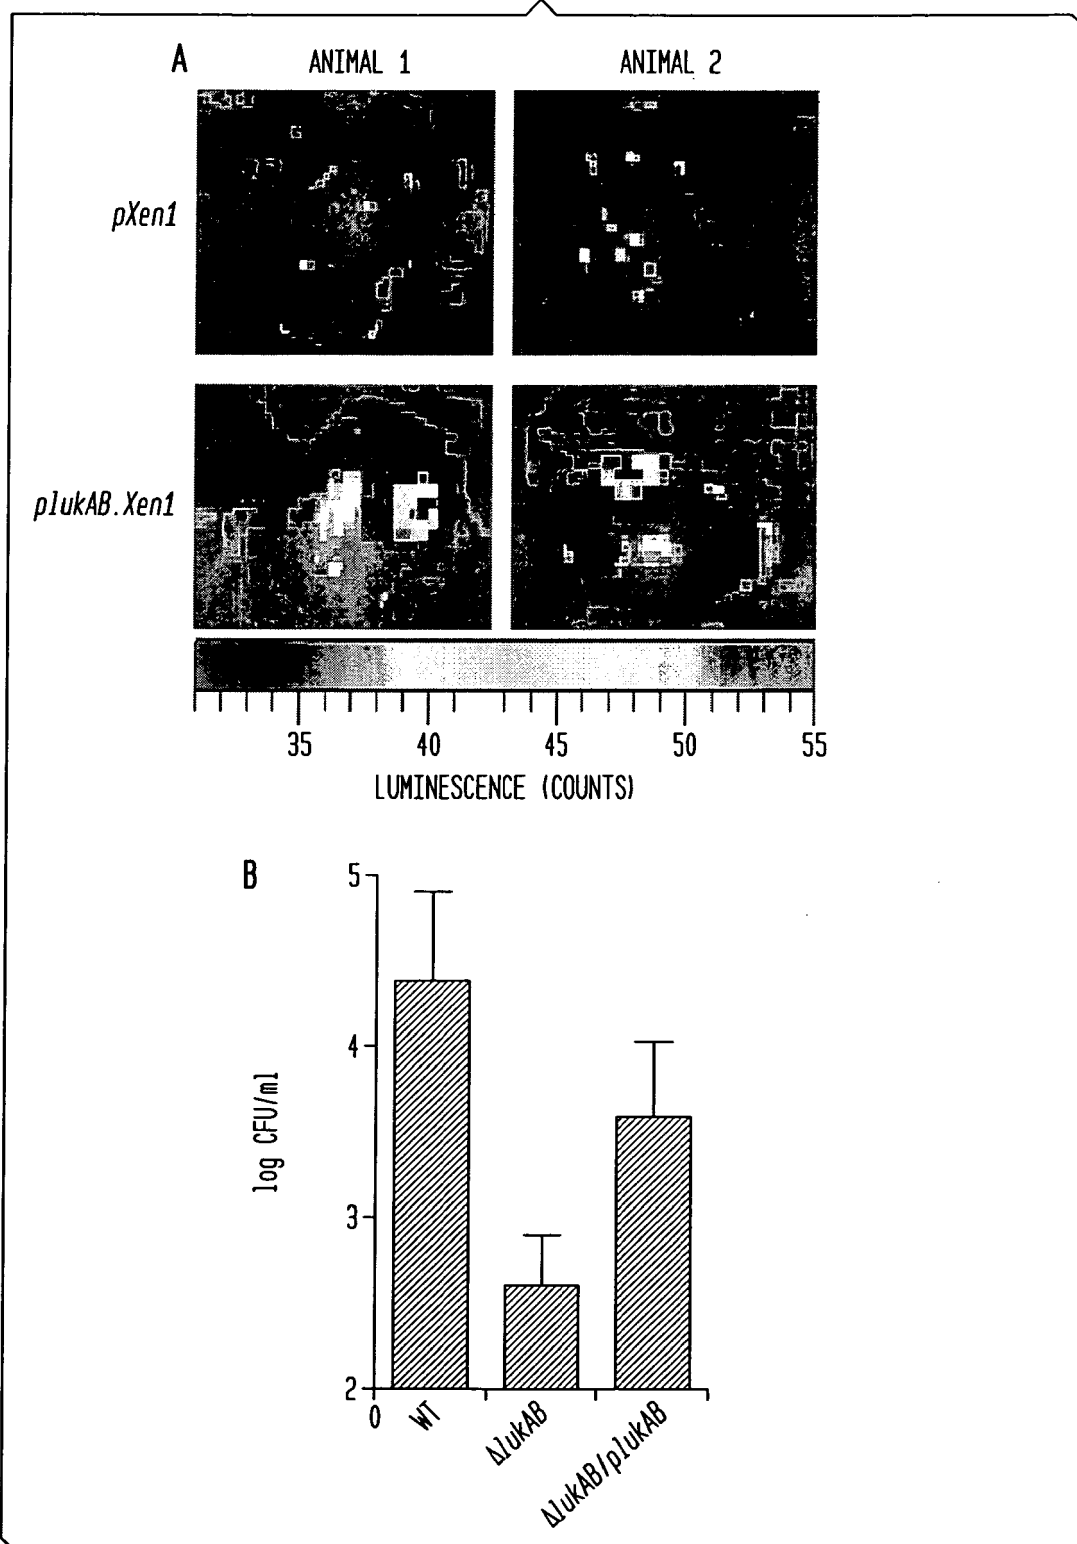 A
ANIMAL 1
ANIMAL 2
pXen1
plukAB.Xen1
35 40 45 50 55
LUMINESCENCE (COUNTS)
B
5
4
3
2
0
log CFU/ml
WT
ΔlukAB
ΔlukAB/plukAB